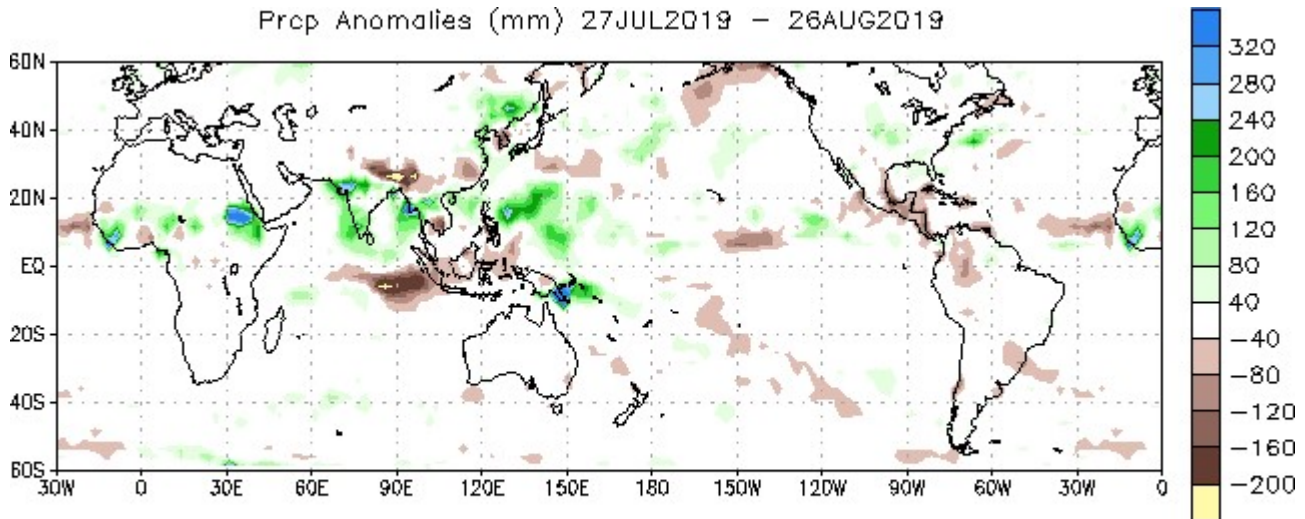 Prcp Anomalies (mm) 27JUL2019 – 26AUG2019
60N
40N
20N
EQ
20S
40S
60S
30W 0 30E 60E 90E 120E 150E 180 150W 120W 90W 60W 30W 0
320
280
240
200
160
120
80
40
−40
−80
−120
−160
−200